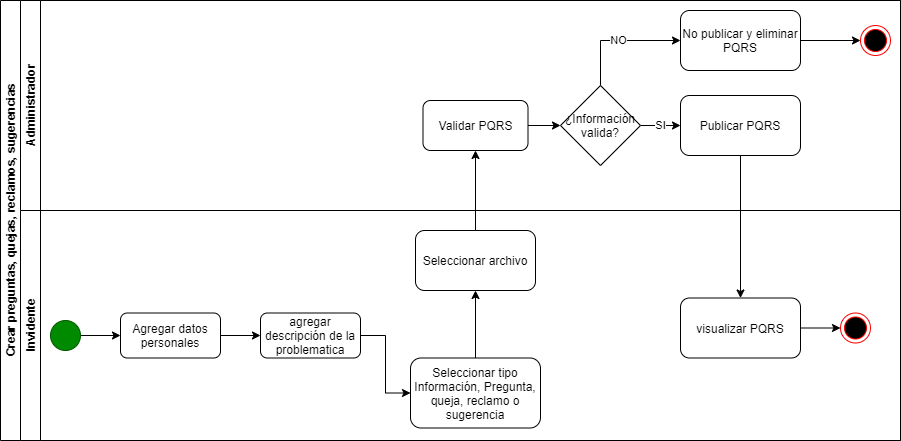 Crear preguntas, quejas, reclamos, sugerencias
Administrador
No publicar y eliminar
PQRS
NO
Validar PQRS
¿Información
valida?
SI
Publicar PQRS
Invidente
Seleccionar archivo
Agregar datos
personales
agregar
descripción de la
problematica
visualizar PQRS
Seleccionar tipo
Información, Pregunta,
queja, reclamo o
sugerencia